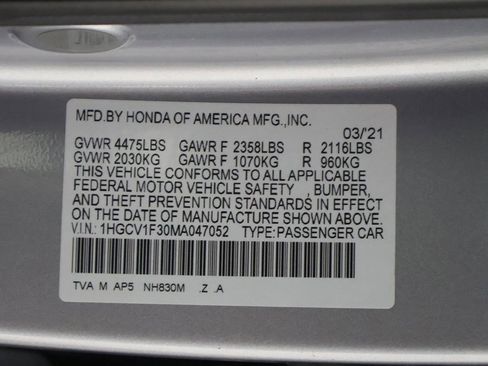 MFD.BY HONDA OF AMERICA MFG.,INC.
03/21
GVWR 4475LBS GAWR F 2358LBS R 2116LBS
GVWR 2030KG GAWR F 1070KG R 960KG
THIS VEHICLE CONFORMS TO ALL APPLICABLE
FEDERAL MOTOR VEHICLE SAFETY , BUMPER,
AND THEFT PREVENTION STANDARDS IN EFFECT
ON THE DATE OF MANUFACTURE SHOWN ABOVE.
V.I.N.: 1HGCV1F30MA047052 TYPE:PASSENGER CAR
TVA M AP5 NH830M .Z .A